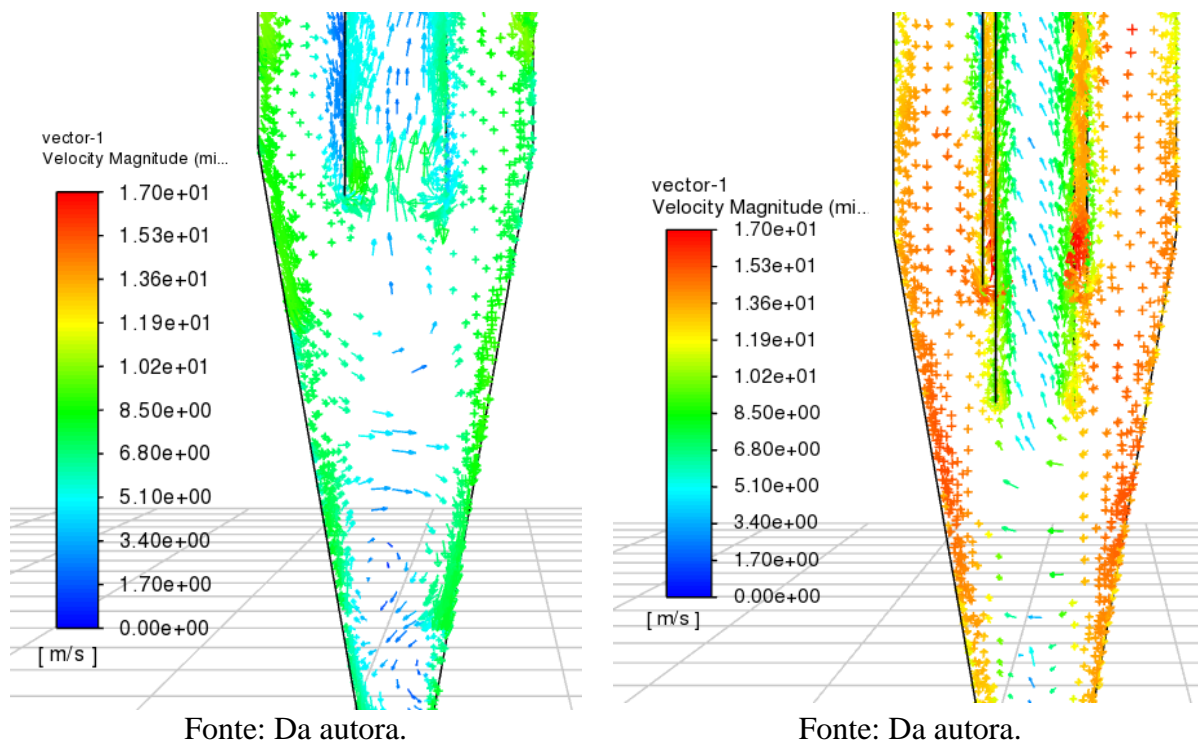 vector-1
Velocity Magnitude (mi...
1.70e+01
1.53e+01
1.36e+01
1.19e+01
1.02e+01
8.50e+00
6.80e+00
5.10e+00
3.40e+00
1.70e+00
0.00e+00
[ m/s ]
Fonte: Da autora.
vector-1
Velocity Magnitude (mi...
1.70e+01
1.53e+01
1.36e+01
1.19e+01
1.02e+01
8.50e+00
6.80e+00
5.10e+00
3.40e+00
1.70e+00
0.00e+00
[ m/s ]
Fonte: Da autora.